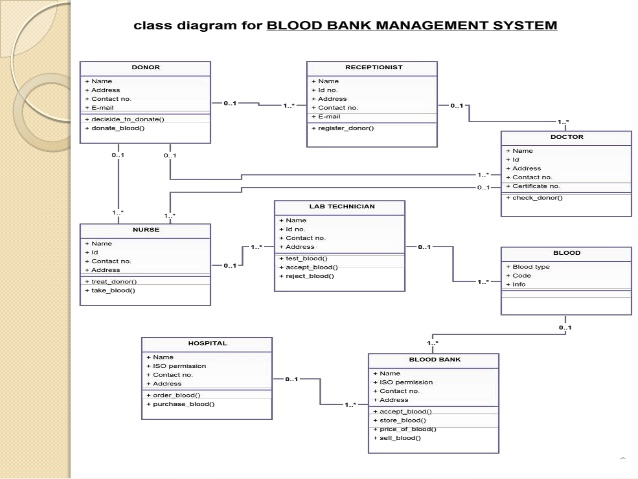 class diagram for BLOOD BANK MANAGEMENT SYSTEM
DONOR
+ Name
+ Address
+ Contact no.
+ E-mail
+ deciside_to_donate()
+ donate_blood()
0..1
1..*
RECEPTIONIST
+ Name
+ Id no.
+ Address
+ Contact no.
+ E-mail
+ register_donor()
0..1
1..*
DOCTOR
+ Name
+ Id
+ Address
+ Contact no.
+ Certificate no.
+ check_donor()
0..1
0..1
1..*
0..1
1..*
1..*
NURSE
+ Name
+ Id
+ Contact no.
+ Address
+ treat_donor()
+ take_blood()
0..1
1..*
LAB TECHNICIAN
+ Name
+ Id no.
+ Contact no.
+ Address
+ test_blood()
+ accept_blood()
+ reject_blood()
0..1
1..*
BLOOD
+ Blood type
+ Code
+ Info
0..1
1..*
HOSPITAL
+ Name
+ ISO permission
+ Contact no.
+ Address
+ order_blood()
+ purchase_blood()
0..1
1..*
BLOOD BANK
+ Name
+ ISO permission
+ Contact no.
+ Address
+ accept_blood()
+ store_blood()
+ price_of_blood()
+ sell_blood()